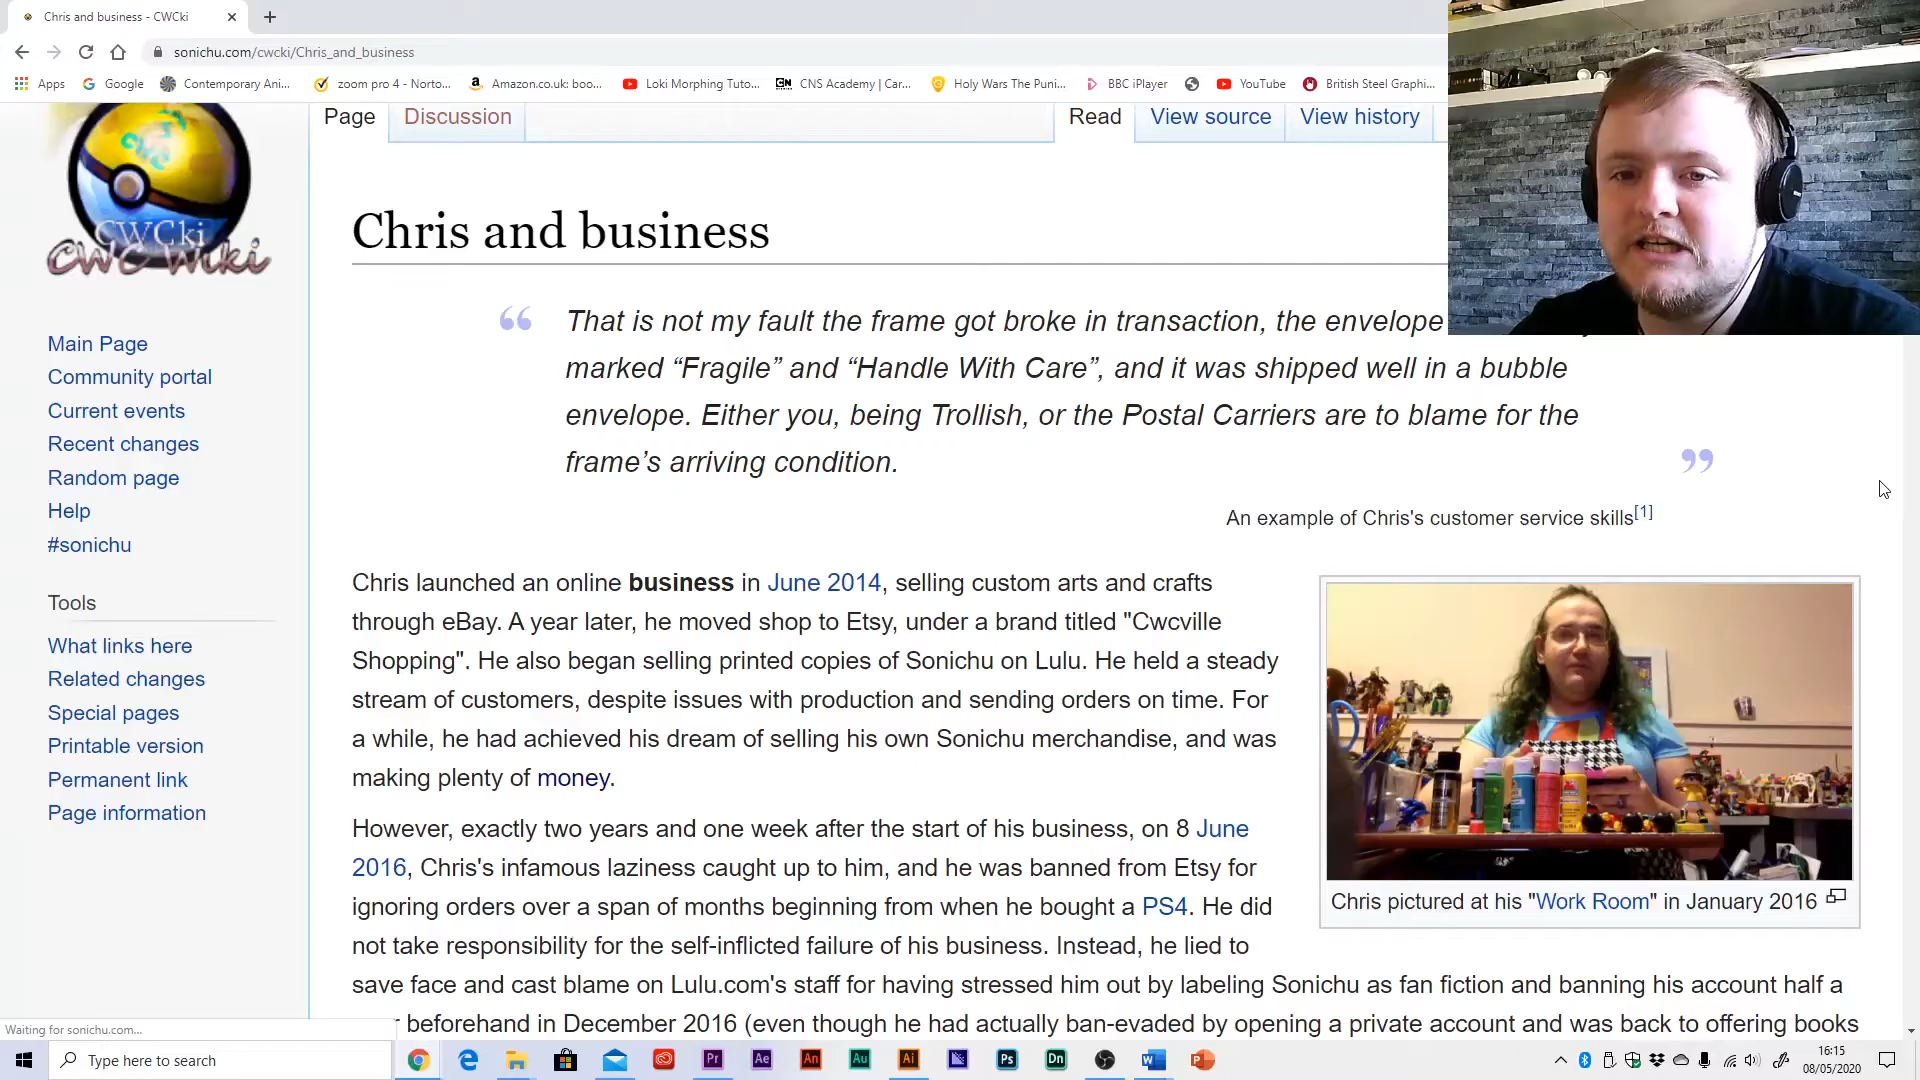 Chris and business - CWCki
sonichu.com/cwcki/Chris_and_business
Apps Google Contemporary Ani... zoom pro 4 - Norto... Amazon.co.uk: boo... Loki Morphing Tuto... CNS Academy | Car... Holy Wars The Puni... BBC iPlayer YouTube British Steel Graphi...
Page Discussion Read View source View history
CWCki
CWC Wiki
Main Page
Community portal
Current events
Recent changes
Random page
Help
#sonichu
Tools
What links here
Related changes
Special pages
Printable version
Permanent link
Page information
Chris and business
“ That is not my fault the frame got broke in transaction, the envelope
marked “Fragile” and “Handle With Care”, and it was shipped well in a bubble
envelope. Either you, being Trollish, or the Postal Carriers are to blame for the
frame’s arriving condition. ”
An example of Chris's customer service skills[1]
Chris launched an online business in June 2014, selling custom arts and crafts
through eBay. A year later, he moved shop to Etsy, under a brand titled "Cwcville
Shopping". He also began selling printed copies of Sonichu on Lulu. He held a steady
stream of customers, despite issues with production and sending orders on time. For
a while, he had achieved his dream of selling his own Sonichu merchandise, and was
making plenty of money.
However, exactly two years and one week after the start of his business, on 8 June
2016, Chris's infamous laziness caught up to him, and he was banned from Etsy for
ignoring orders over a span of months beginning from when he bought a PS4. He did
not take responsibility for the self-inflicted failure of his business. Instead, he lied to
save face and cast blame on Lulu.com's staff for having stressed him out by labeling Sonichu as fan fiction and banning his account half a
beforehand in December 2016 (even though he had actually ban-evaded by opening a private account and was back to offering books
Chris pictured at his "Work Room" in January 2016
Waiting for sonichu.com...
Type here to search
Pr Ae An Au Ai Ps Dn
16:15
08/05/2020